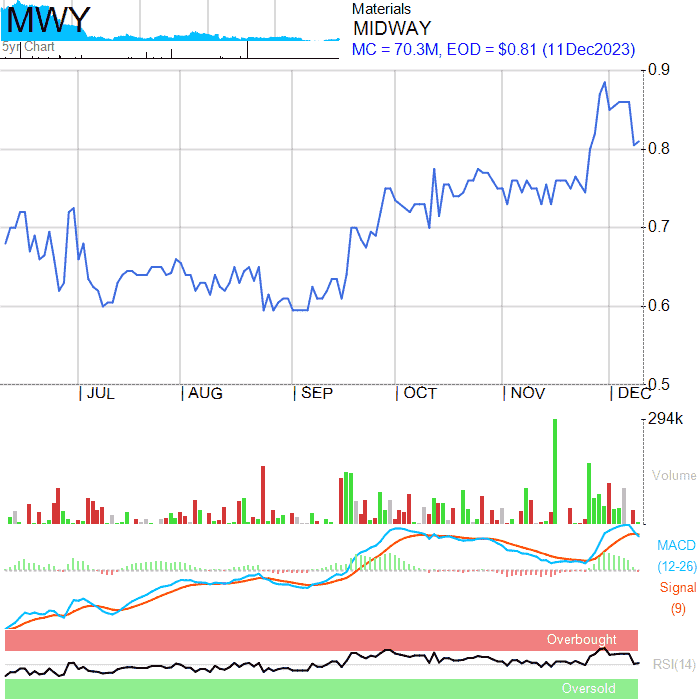 MWY
5yr Chart
Materials
MIDWAY
MC = 70.3M, EOD = $0.81 (11Dec2023)
0.9
0.8
0.7
0.6
0.5
| JUL | AUG | SEP | OCT | NOV | DEC
294k
Volume
MACD
(12-26)
Signal
(9)
Overbought
RSI(14)
Oversold